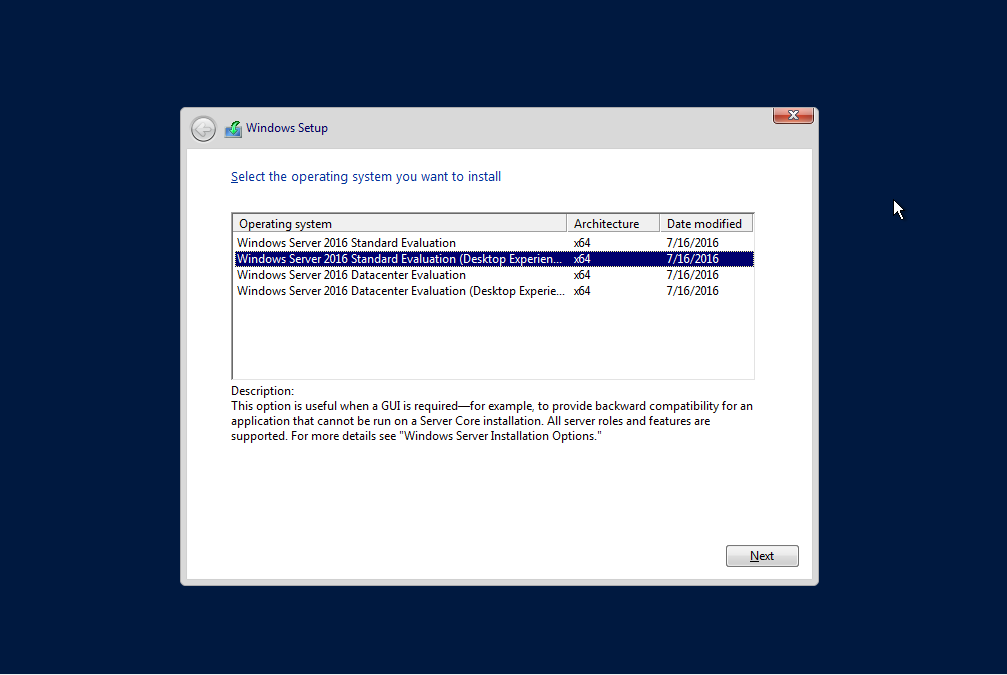 Windows Setup
Select the operating system you want to install
Operating system Architecture Date modified
Windows Server 2016 Standard Evaluation x64 7/16/2016
Windows Server 2016 Standard Evaluation (Desktop Experien... x64 7/16/2016
Windows Server 2016 Datacenter Evaluation x64 7/16/2016
Windows Server 2016 Datacenter Evaluation (Desktop Experie... x64 7/16/2016
Description:
This option is useful when a GUI is required—for example, to provide backward compatibility for an
application that cannot be run on a Server Core installation. All server roles and features are
supported. For more details see "Windows Server Installation Options."
Next